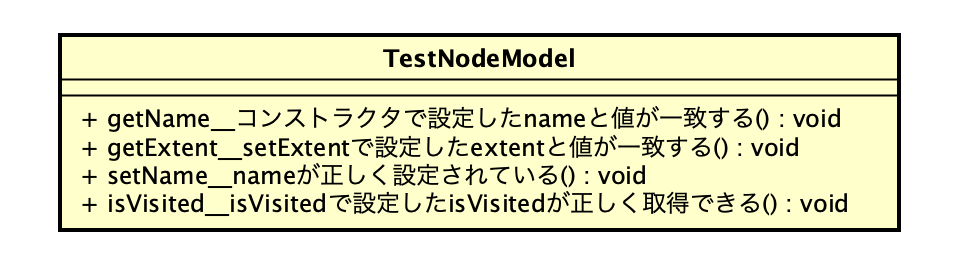 TestNodeModel
+ getName__コンストラクタで設定したnameと値が一致する() : void
+ getExtent__setExtentで設定したextentと値が一致する() : void
+ setName__nameが正しく設定されている() : void
+ isVisited__isVisitedで設定したisVisitedが正しく取得できる() : void